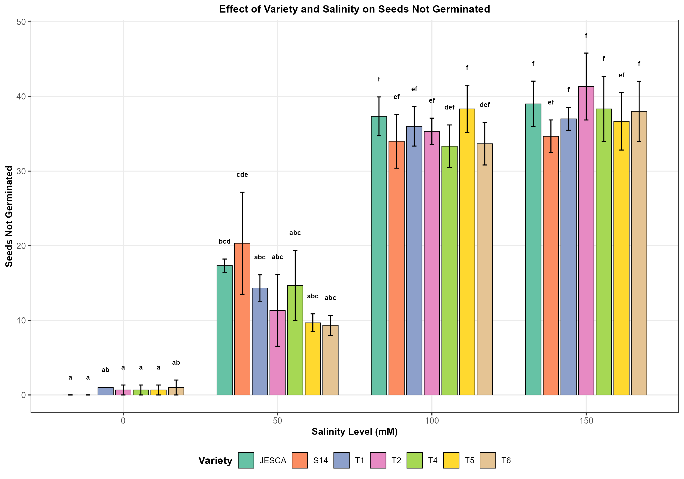 Effect of Variety and Salinity on Seeds Not Germinated
Seeds Not Germinated
50
40
30
20
10
0
a a ab a a a ab
bcd cde abc abc abc abc abc
f ef ef ef def f def
f ef f f f ef f
0 50 100 150
Salinity Level (mM)
Variety JESCA S14 T1 T2 T4 T5 T6